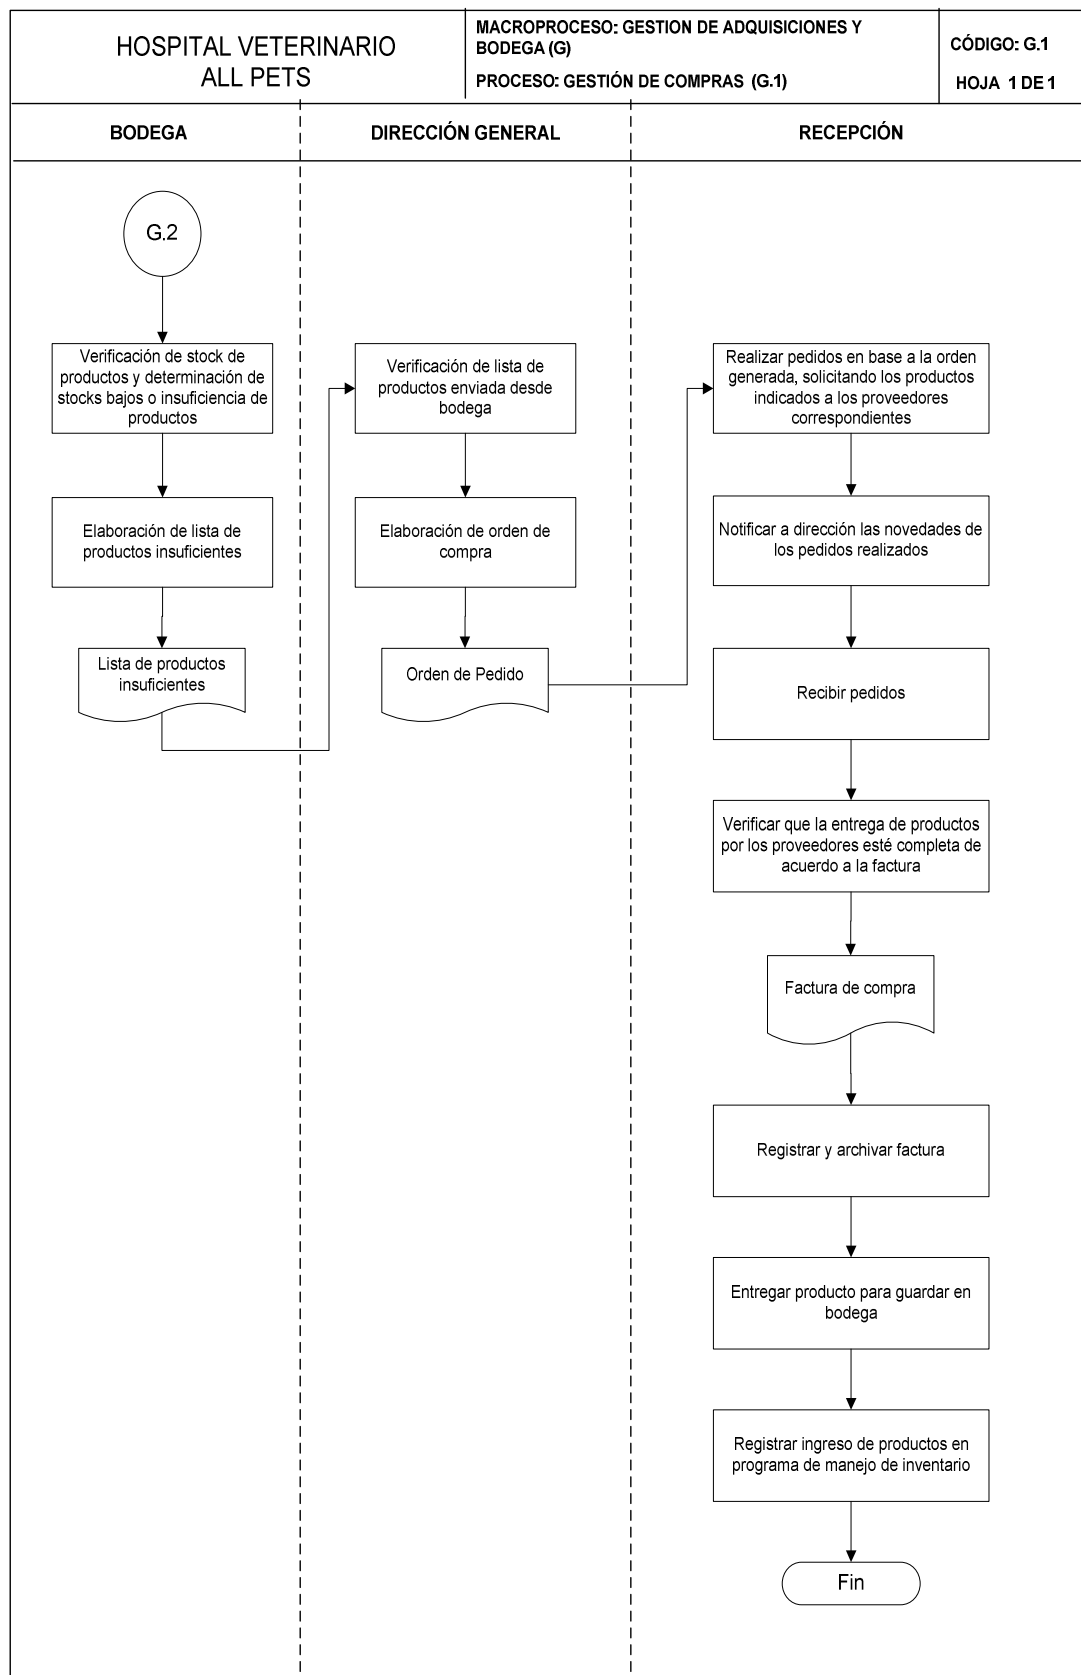 HOSPITAL VETERINARIO
ALL PETS
MACROPROCESO: GESTION DE ADQUISICIONES Y
BODEGA (G)
PROCESO: GESTIÓN DE COMPRAS (G.1)
CÓDIGO: G.1
HOJA 1 DE 1
BODEGA
DIRECCIÓN GENERAL
RECEPCIÓN
G.2
Verificación de stock de
productos y determinación de
stocks bajos o insuficiencia de
productos
Elaboración de lista de
productos insuficientes
Lista de productos
insuficientes
Verificación de lista de
productos enviada desde
bodega
Elaboración de orden de
compra
Orden de Pedido
Realizar pedidos en base a la orden
generada, solicitando los productos
indicados a los proveedores
correspondientes
Notificar a dirección las novedades de
los pedidos realizados
Recibir pedidos
Verificar que la entrega de productos
por los proveedores esté completa de
acuerdo a la factura
Factura de compra
Registrar y archivar factura
Entregar producto para guardar en
bodega
Registrar ingreso de productos en
programa de manejo de inventario
Fin